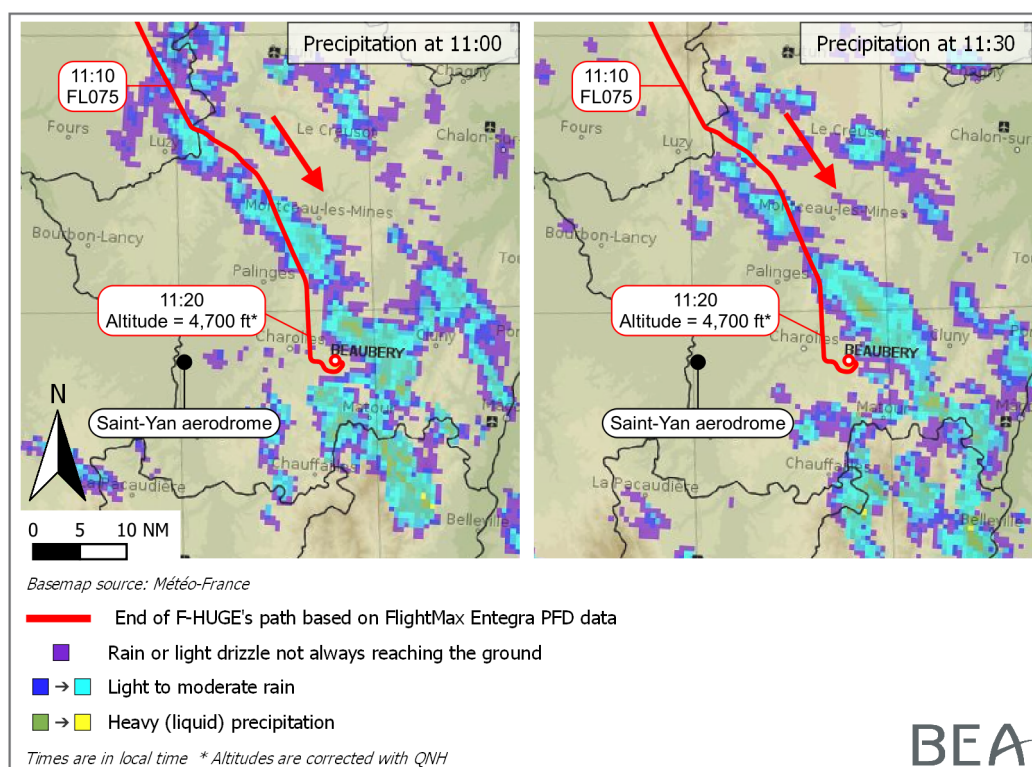 Precipitation at 11:00
11:10
FL075
Chagny
Fours
Luzy
Le Creusot
Chalon-sur
Montceau-les-Mines
Bourbon-Lancy
Palinges
11:20
Altitude = 4,700 ft*
Charolles
BEAUBERY
Cluny
Saint-Yan aerodrome
Matour
N
Chauffailles
La Pacaudière
Belleville
0 5 10 NM
Precipitation at 11:30
11:10
FL075
Chagny
Fours
Luzy
Le Creusot
Chalon-sur
Montceau-les-Mines
Bourbon-Lancy
Palinges
11:20
Altitude = 4,700 ft*
Charolles
BEAUBERY
Cluny
Saint-Yan aerodrome
Matour
Chauffailles
La Pacaudière
Belleville
Basemap source: Météo-France
End of F-HUGE's path based on FlightMax Entegra PFD data
Rain or light drizzle not always reaching the ground
Light to moderate rain
Heavy (liquid) precipitation
Times are in local time * Altitudes are corrected with QNH
BEA